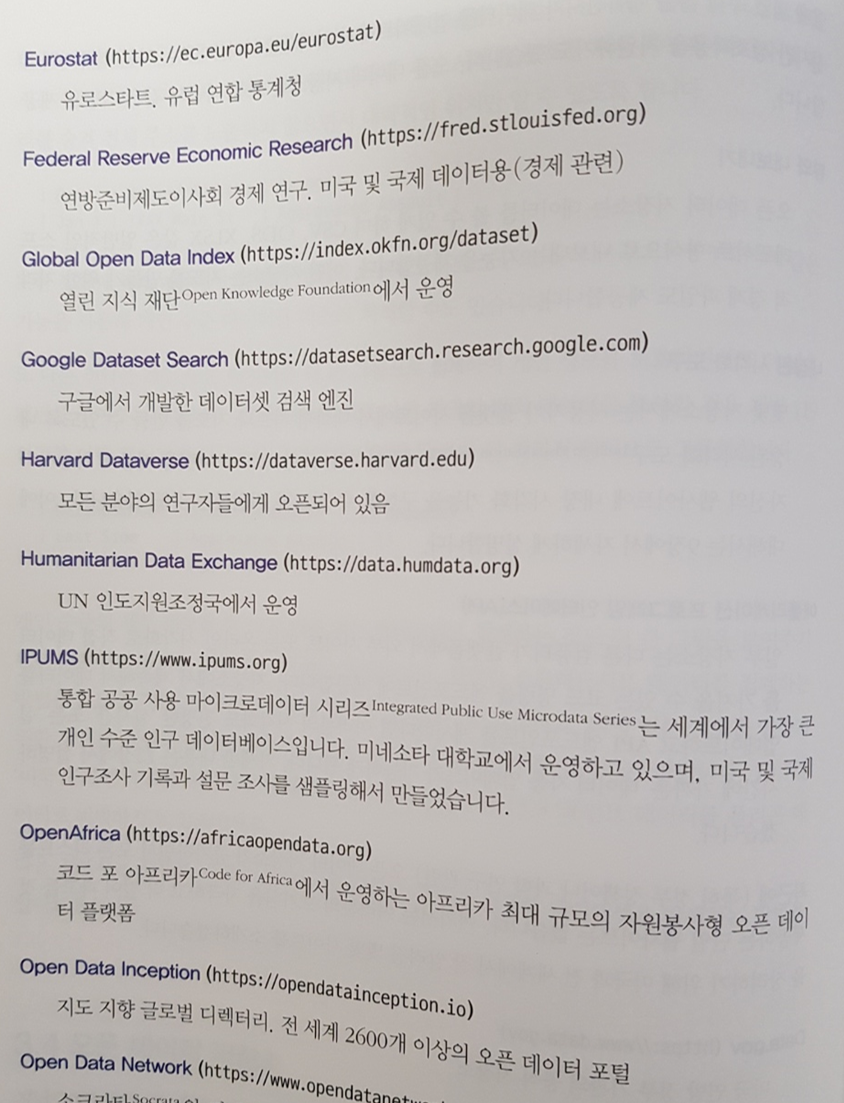 Eurostat (https://ec.europa.eu/eurostat)
유로스타트. 유럽 연합 통계청
Federal Reserve Economic Research (https://fred.stlouisfed.org)
연방준비제도이사회 경제 연구. 미국 및 국제 데이터용(경제 관련)
Global Open Data Index (https://index.okfn.org/dataset)
열린 지식 재단Open Knowledge Foundation에서 운영
Google Dataset Search (https://datasetsearch.research.google.com)
구글에서 개발한 데이터셋 검색 엔진
Harvard Dataverse (https://dataverse.harvard.edu)
모든 분야의 연구자들에게 오픈되어 있음
Humanitarian Data Exchange (https://data.humdata.org)
UN 인도지원조정국에서 운영
IPUMS (https://www.ipums.org)
통합 공공 사용 마이크로데이터 시리즈Integrated Public Use Microdata Series는 세계에서 가장 큰
개인 수준 인구 데이터베이스입니다. 미네소타 대학교에서 운영하고 있으며, 미국 및 국제
인구조사 기록과 설문 조사를 샘플링해서 만들었습니다.
OpenAfrica (https://africaopendata.org)
코드 포 아프리카Code for Africa에서 운영하는 아프리카 최대 규모의 자원봉사형 오픈 데이
터 플랫폼
Open Data Inception (https://opendatainception.io)
지도 지향 글로벌 디렉터리. 전 세계 2600개 이상의 오픈 데이터 포털
Open Data Network (https://www.opendatanetw
소크라타Socrata